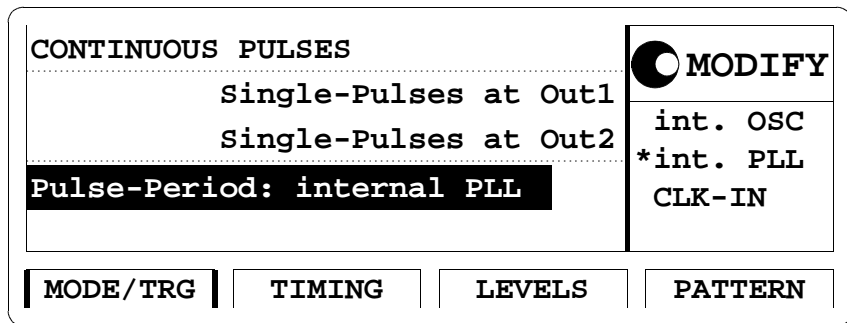 CONTINUOUS PULSES
Single-Pulses at Out1
Single-Pulses at Out2
Pulse-Period: internal PLL
MODIFY
int. OSC
*int. PLL
CLK-IN
MODE/TRG
TIMING
LEVELS
PATTERN